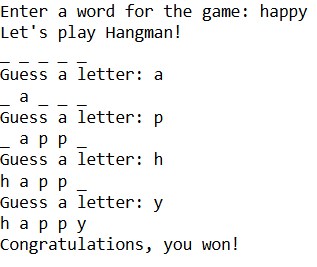 Enter a word for the game: happy
Let's play Hangman!
_ _ _ _ _
Guess a letter: a
_ a _ _ _
Guess a letter: p
_ a p p _
Guess a letter: h
h a p p _
Guess a letter: y
h a p p y
Congratulations, you won!